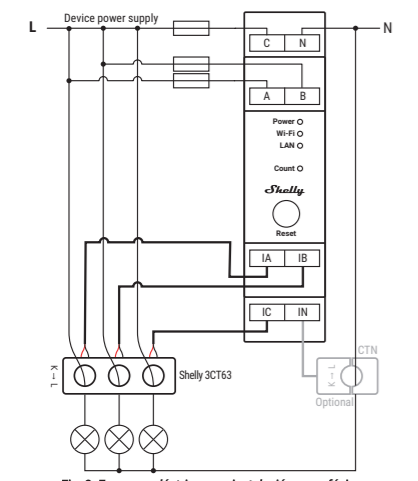 Device power supply
L
N
C N
A B
Power
Wi-Fi
LAN
Count
Shelly
Reset
IA IB
IC IN
CTN
K → L
Shelly 3CT63
K → L
Optional